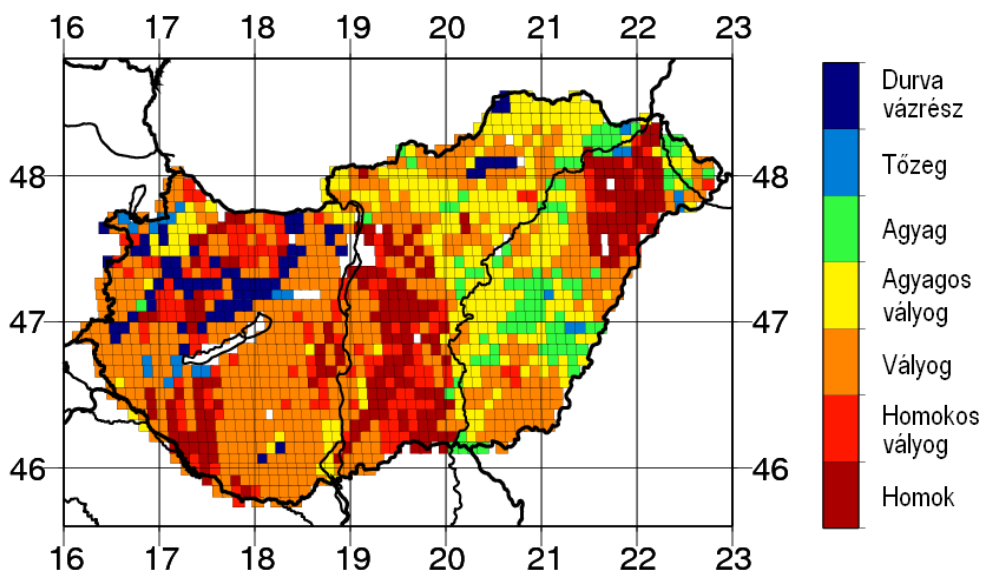 16 17 18 19 20 21 22 23
48 48
47 47
46 46
16 17 18 19 20 21 22 23
Durva
vázrész
Tőzeg
Agyag
Agyagos
vályog
Vályog
Homokos
vályog
Homok